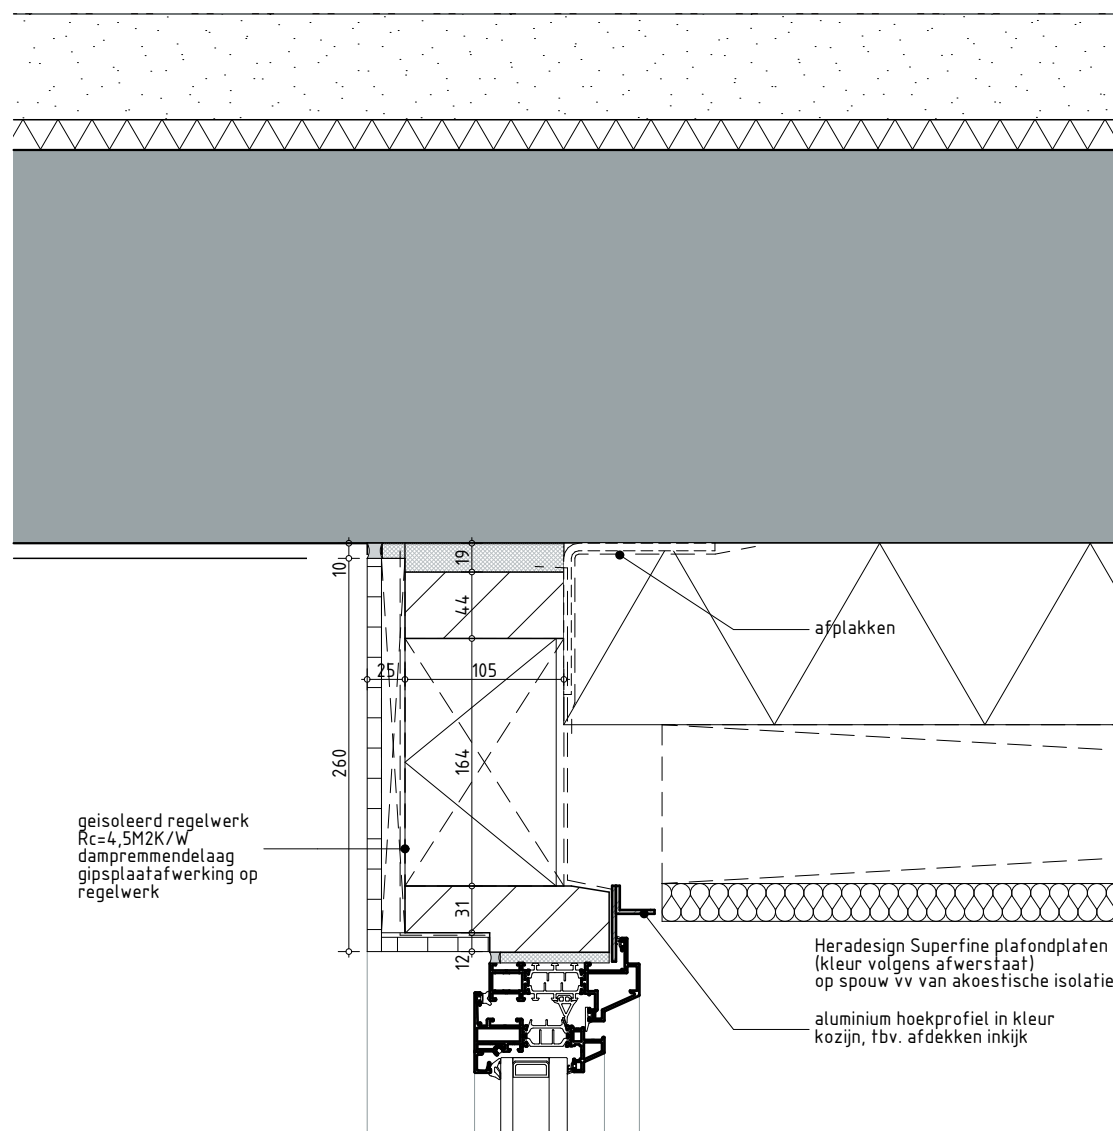 10
19
44
afplakken
25
105
260
164
geisoleerd regelwerk
Rc=4,5M2K/W
dampremmendelaag
gipsplaatafwerking op
regelwerk
31
12
Heradesign Superfine plafondplaten
(kleur volgens afwerstaat)
op spouw vv van akoestische isolatie
aluminium hoekprofiel in kleur
kozijn, tbv. afdekken inkijk